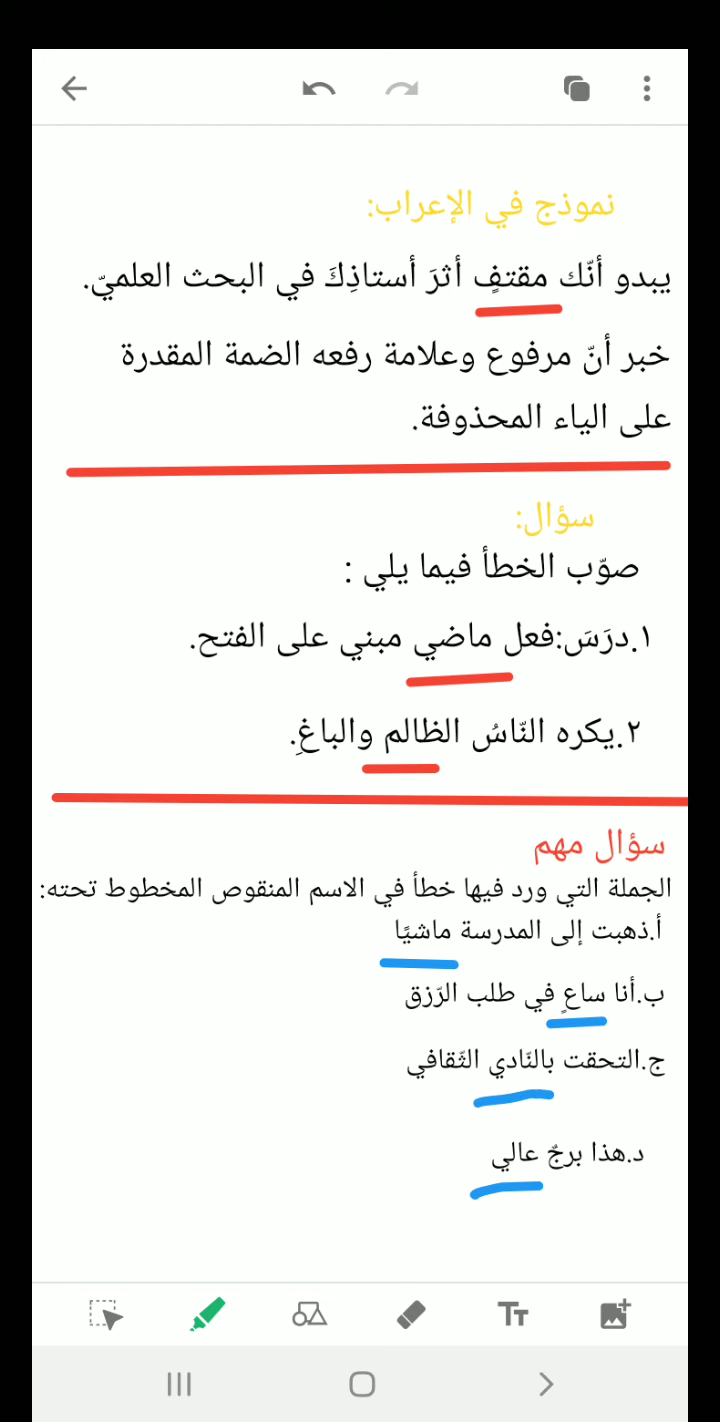 نموذج في الإعراب:
يبدو أنّك مقتفٍ أثرَ أستاذِكَ في البحث العلميّ.
خبر أنّ مرفوع وعلامة رفعه الضمة المقدرة
على الياء المحذوفة.
سؤال:
صوّب الخطأ فيما يلي :
١.درَسَ:فعل ماضي مبني على الفتح.
٢.يكره النّاسُ الظالم والباغِ.
سؤال مهم
الجملة التي ورد فيها خطأ في الاسم المنقوص المخطوط تحته:
أ.ذهبت إلى المدرسة ماشيًا
ب.أنا ساعٍ في طلب الرّزق
ج.التحقت بالنّادي الثّقافي
د.هذا برجٌ عالي
Tт